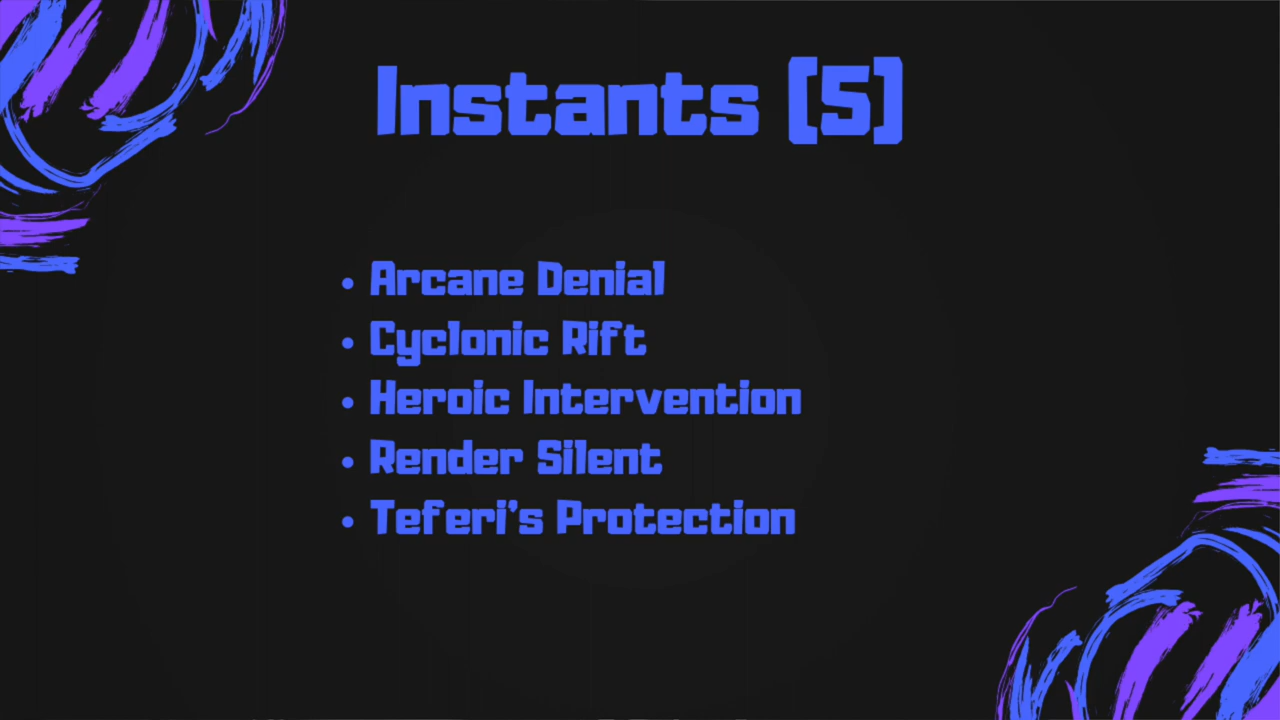 Instants (5)
• Arcane Denial
• Cyclonic Rift
• Heroic Intervention
• Render Silent
• Teferi's Protection